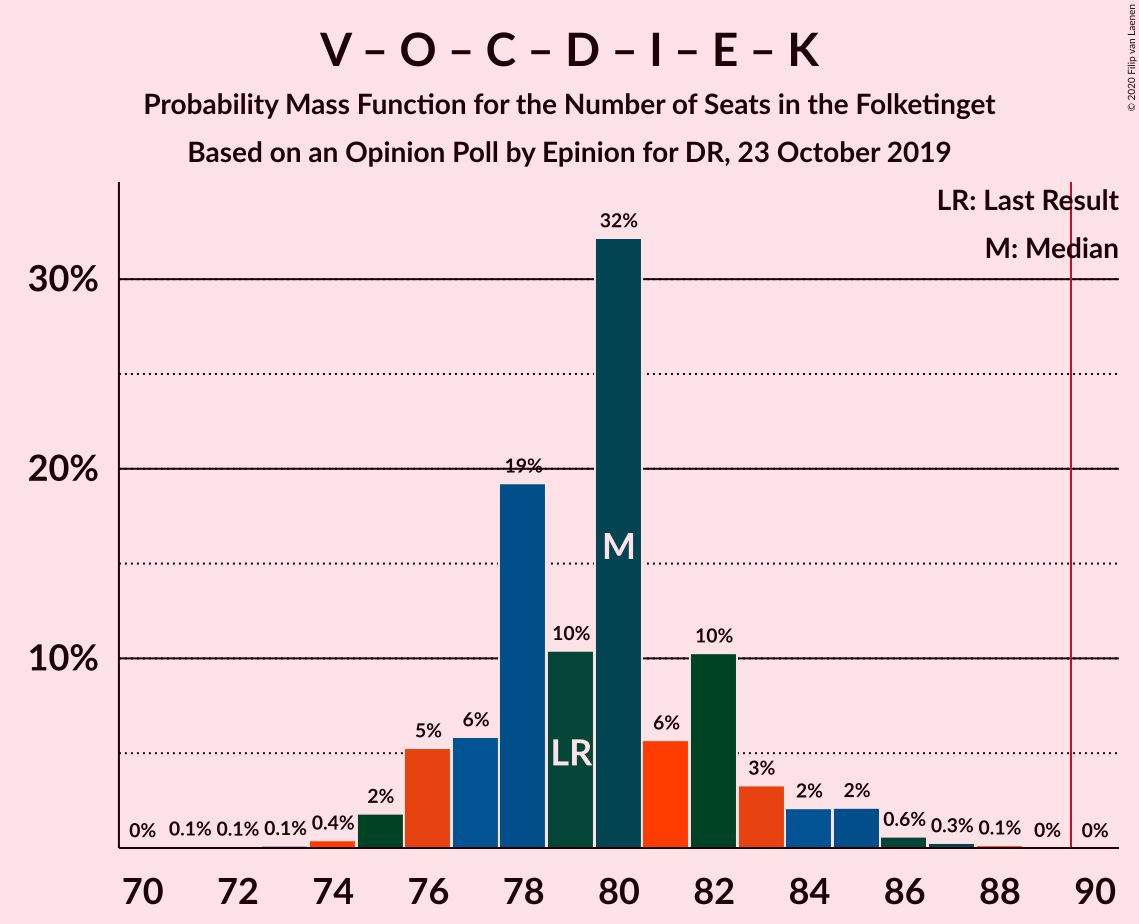 V – O – C – D – I – E – K
Probability Mass Function for the Number of Seats in the Folketinget
Based on an Opinion Poll by Epinion for DR, 23 October 2019
© 2020 Filip van Laenen
LR: Last Result
M: Median
30%
20%
10%
0%
0.1%
0.1%
0.1%
0.4%
2%
5%
6%
19%
10%
32%
6%
10%
3%
2%
2%
0.6%
0.3%
0.1%
0%
0%
LR
M
70 72 74 76 78 80 82 84 86 88 90